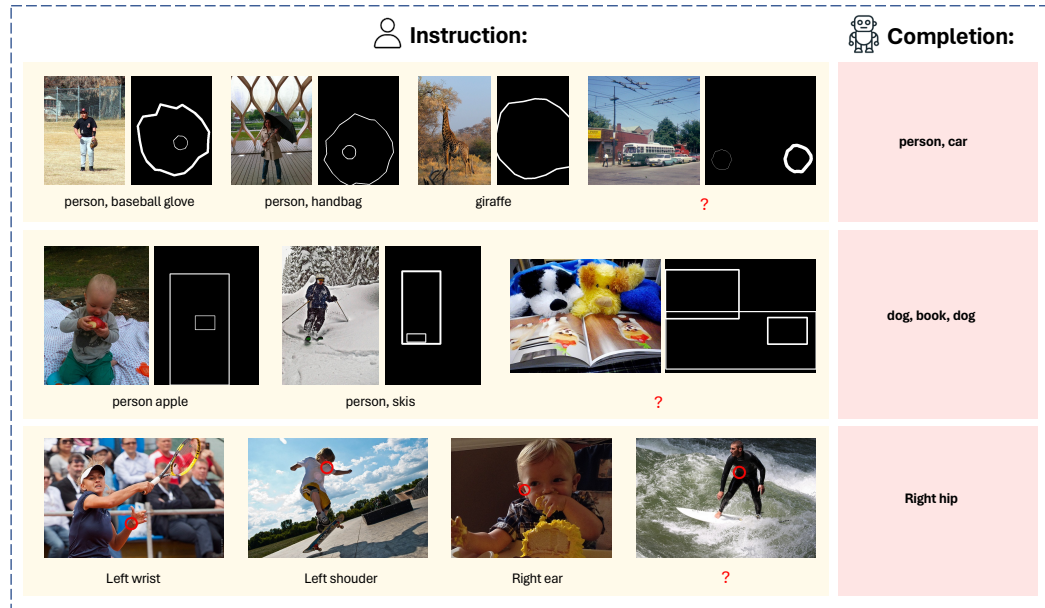 Instruction:
Completion:
person, baseball glove
person, handbag
giraffe
?
person, car
person apple
person, skis
?
dog, book, dog
Left wrist
Left shouder
Right ear
?
Right hip